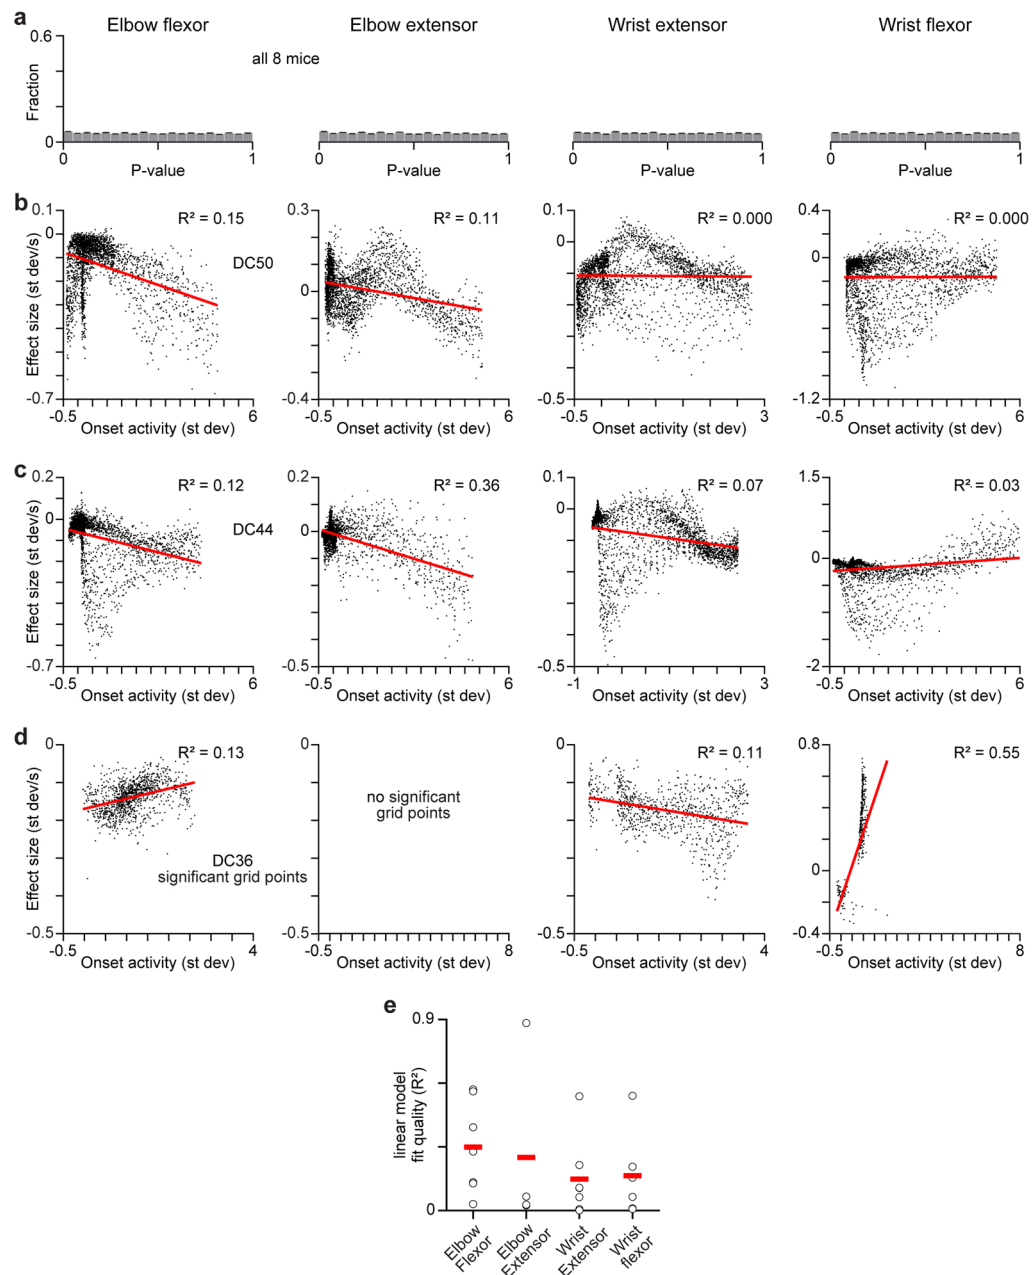 a
Elbow flexor
Elbow extensor
Wrist extensor
Wrist flexor
0.6
Fraction
0
all 8 mice
0
1
P-value
0
1
P-value
0
1
P-value
0
1
P-value
b
0.1
0
-0.7
Effect size (st dev/s)
R² = 0.15
DC50
-0.5
6
Onset activity (st dev)
0.3
0
-0.4
R² = 0.11
-0.5
6
Onset activity (st dev)
0.1
0
-0.5
R² = 0.000
-0.5
3
Onset activity (st dev)
0.4
0
-1.2
R² = 0.000
-0.5
6
Onset activity (st dev)
c
0.2
0
-0.7
Effect size (st dev/s)
R² = 0.12
DC44
-0.5
6
Onset activity (st dev)
0.2
0
-0.5
R² = 0.36
-0.5
6
Onset activity (st dev)
0.1
0
-0.5
R² = 0.07
-1
3
Onset activity (st dev)
1.5
0
-2
R² = 0.03
-0.5
6
Onset activity (st dev)
d
0
-0.5
Effect size (st dev/s)
R² = 0.13
DC36
significant grid points
-0.5
4
Onset activity (st dev)
0
-0.5
no significant
grid points
-0.5
8
Onset activity (st dev)
0
-0.5
R² = 0.11
-0.5
4
Onset activity (st dev)
0.8
0
-0.4
R² = 0.55
-0.5
8
Onset activity (st dev)
e
0.9
0
linear model
fit quality (R²)
Elbow
Flexor
Elbow
Extensor
Wrist
Extensor
Wrist
flexor